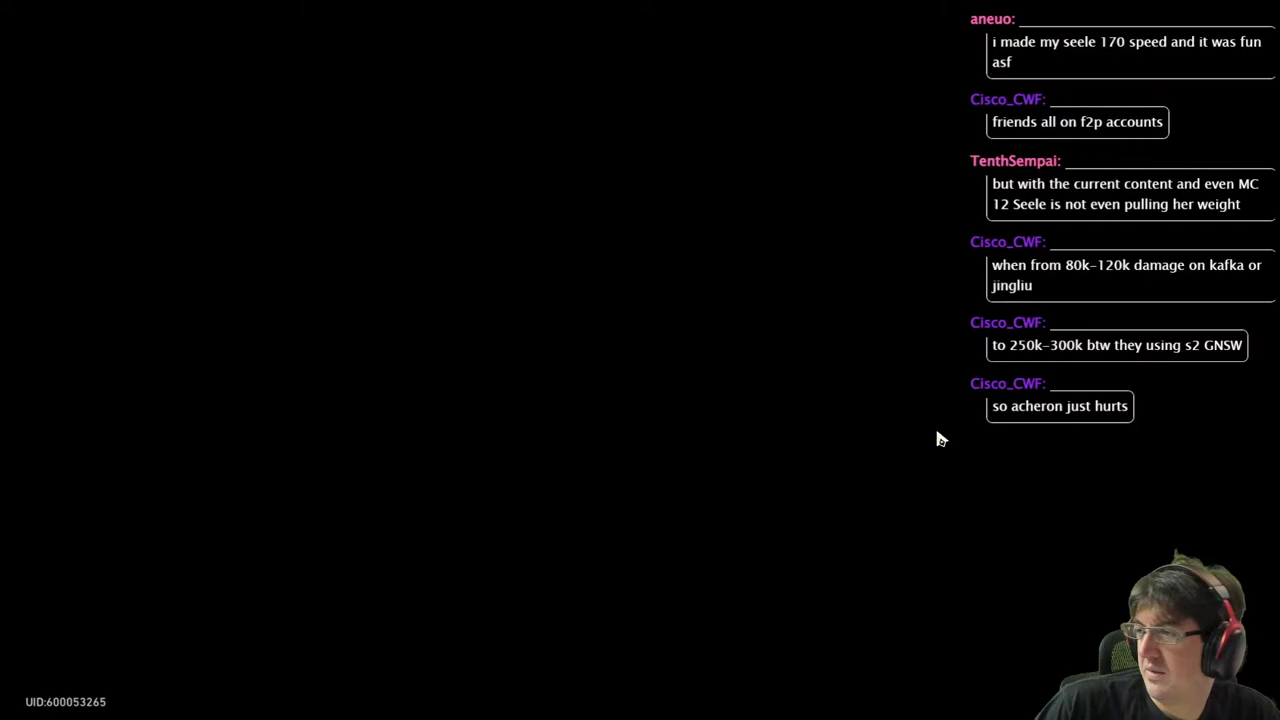 aneuo:
i made my seele 170 speed and it was fun
asf
Cisco_CWF:
friends all on f2p accounts
TenthSempai:
but with the current content and even MC
12 Seele is not even pulling her weight
Cisco_CWF:
when from 80k-120k damage on kafka or
jingliu
Cisco_CWF:
to 250k-300k btw they using s2 GNSW
Cisco_CWF:
so acheron just hurts
UID:600053265